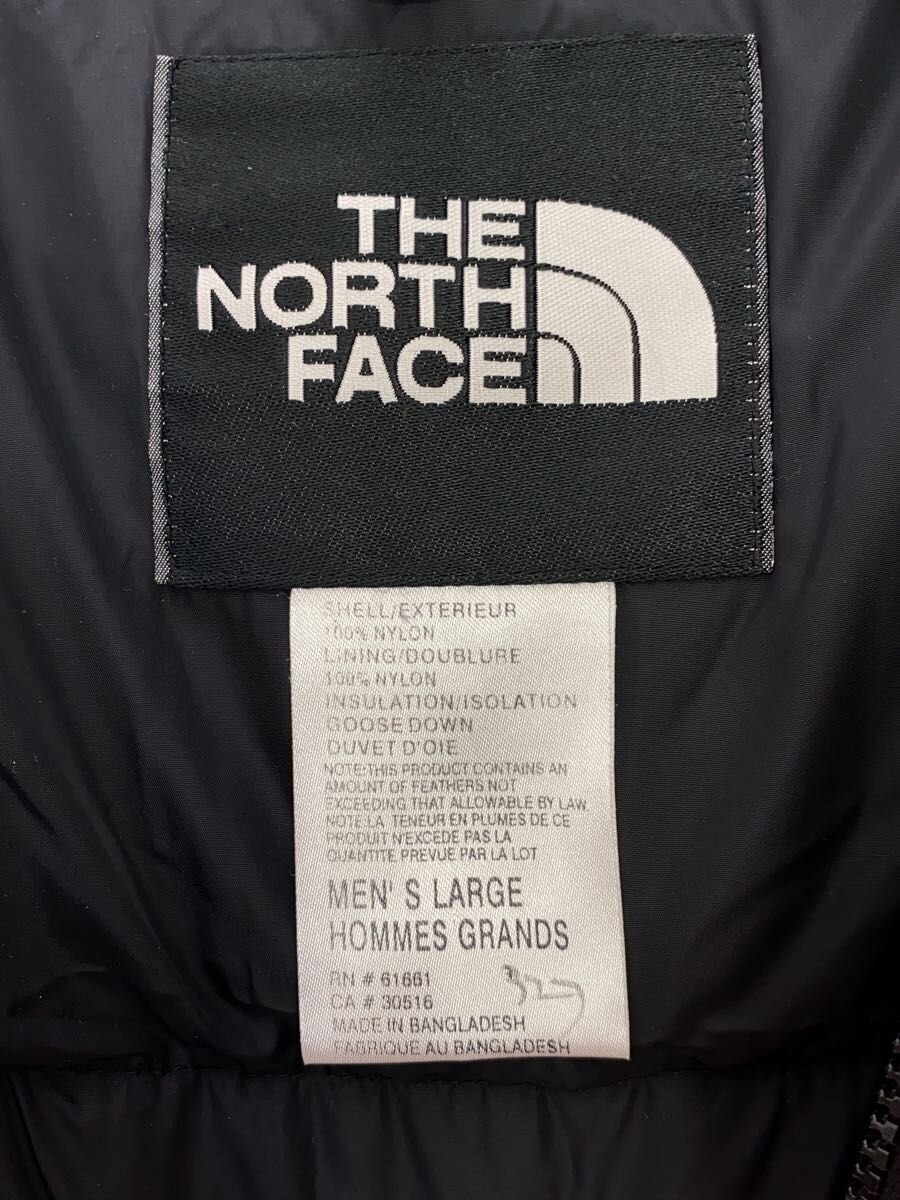 THE
NORTH
FACE
SHELL/EXTERIEUR
100% NYLON
LINING/DOUBLURE
100% NYLON
INSULATION/ISOLATION
GOOSE DOWN
DUVET D'OIE
NOTE:THIS PRODUCT CONTAINS AN
AMOUNT OF FEATHERS NOT
EXCEEDING THAT ALLOWABLE BY LAW.
NOTE LA TENEUR EN PLUMES DE CE
PRODUIT N'EXCEDE PAS LA
QUANTITE PREVUE PAR LA LOT
MEN'S LARGE
HOMMES GRANDS
RN # 61661
CA # 30516
MADE IN BANGLADESH
FABRIQUE AU BANGLADESH